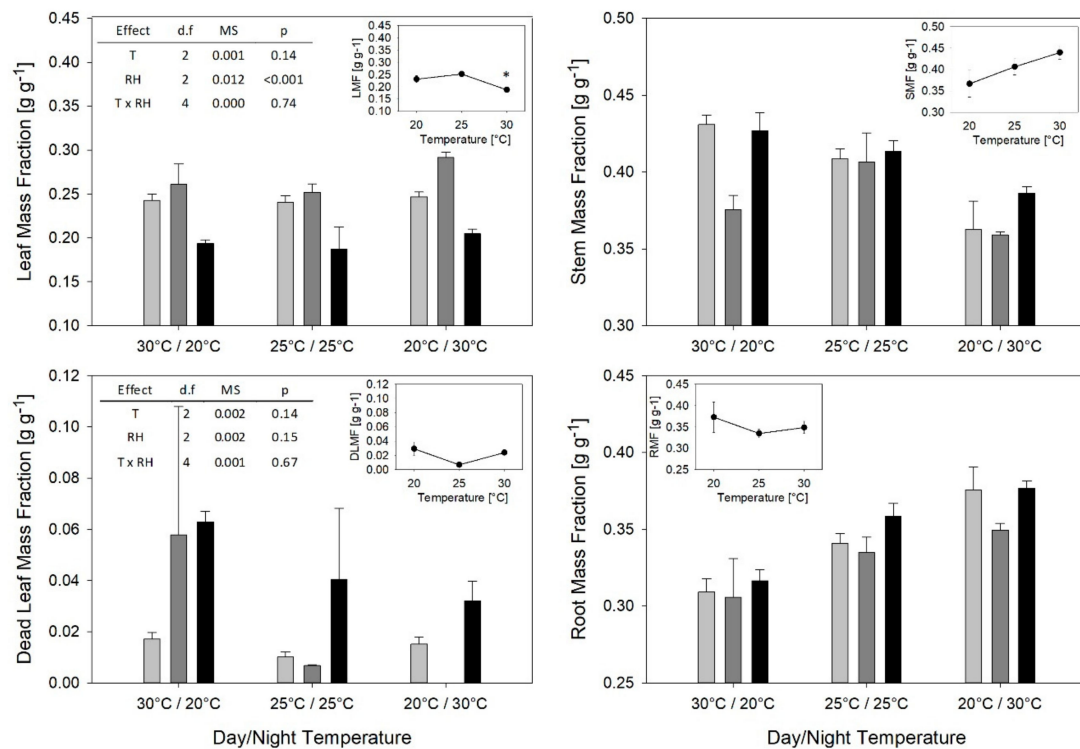 Leaf Mass Fraction [g g-1]
0.45
0.40
0.35
0.30
0.25
0.20
0.15
0.10
Effect d.f MS p
T 2 0.001 0.14
RH 2 0.012 <0.001
T x RH 4 0.000 0.74
LMF [g g-1]
0.45
0.40
0.35
0.30
0.25
0.20
0.15
0.10
*
20 25 30
Temperature [°C]
30°C / 20°C 25°C / 25°C 20°C / 30°C
Stem Mass Fraction [g g-1]
0.50
0.45
0.40
0.35
0.30
SMF [g g-1]
0.50
0.45
0.40
0.35
0.30
20 25 30
Temperature [°C]
30°C / 20°C 25°C / 25°C 20°C / 30°C
Dead Leaf Mass Fraction [g g-1]
0.12
0.10
0.08
0.06
0.04
0.02
0.00
Effect d.f MS p
T 2 0.002 0.14
RH 2 0.002 0.15
T x RH 4 0.001 0.67
DLMF [g g-1]
0.12
0.10
0.08
0.06
0.04
0.02
0.00
20 25 30
Temperature [°C]
30°C / 20°C 25°C / 25°C 20°C / 30°C
Day/Night Temperature
Root Mass Fraction [g g-1]
0.45
0.40
0.35
0.30
0.25
RMF [g g-1]
0.45
0.40
0.35
0.30
0.25
20 25 30
Temperature [°C]
30°C / 20°C 25°C / 25°C 20°C / 30°C
Day/Night Temperature